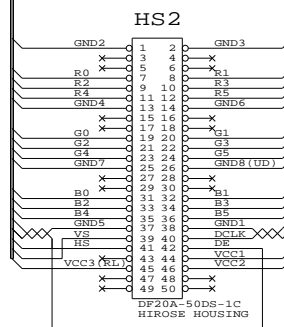 HS2
GND2 1 2 GND3
3 4
5 6
R0 7 8 R1
R2 9 10 R3
R4 11 12 R5
GND4 13 14 GND6
15 16
17 18
G0 19 20 G1
G2 21 22 G3
G4 23 24 G5
GND7 25 26 GND8(UD)
27 28
29 30
B0 31 32 B1
B2 33 34 B3
B4 35 36 B5
GND5 37 38 GND1
VS 39 40 DCLK
HS 41 42 DE
43 44 VCC1
VCC3(RL) 45 46 VCC2
47 48
49 50
DF20A-50DS-1C
HIROSE HOUSING